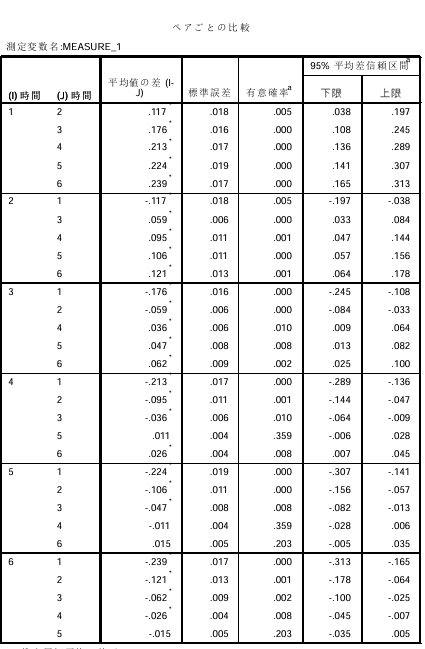 ペアごとの比較
測定変数名:MEASURE_1
95% 平均差信頼区間a
(I) 時間 (J) 時間 平均値の差 (I-J) 標準誤差 有意確率a 下限 上限
1 2 .117* .018 .005 .038 .197
3 .176* .016 .000 .108 .245
4 .213* .017 .000 .136 .289
5 .224* .019 .000 .141 .307
6 .239* .017 .000 .165 .313
2 1 -.117* .018 .005 -.197 -.038
3 .059* .006 .000 .033 .084
4 .095* .011 .001 .047 .144
5 .106* .011 .000 .057 .156
6 .121* .013 .001 .064 .178
3 1 -.176* .016 .000 -.245 -.108
2 -.059* .006 .000 -.084 -.033
4 .036* .006 .010 .009 .064
5 .047* .008 .008 .013 .082
6 .062* .009 .002 .025 .100
4 1 -.213* .017 .000 -.289 -.136
2 -.095* .011 .001 -.144 -.047
3 -.036* .006 .010 -.064 -.009
5 .011 .004 .359 -.006 .028
6 .026* .004 .008 .007 .045
5 1 -.224* .019 .000 -.307 -.141
2 -.106* .011 .000 -.156 -.057
3 -.047* .008 .008 -.082 -.013
4 -.011 .004 .359 -.028 .006
6 .015 .005 .203 -.005 .035
6 1 -.239* .017 .000 -.313 -.165
2 -.121* .013 .001 -.178 -.064
3 -.062* .009 .002 -.100 -.025
4 -.026* .004 .008 -.045 -.007
5 -.015 .005 .203 -.035 .005